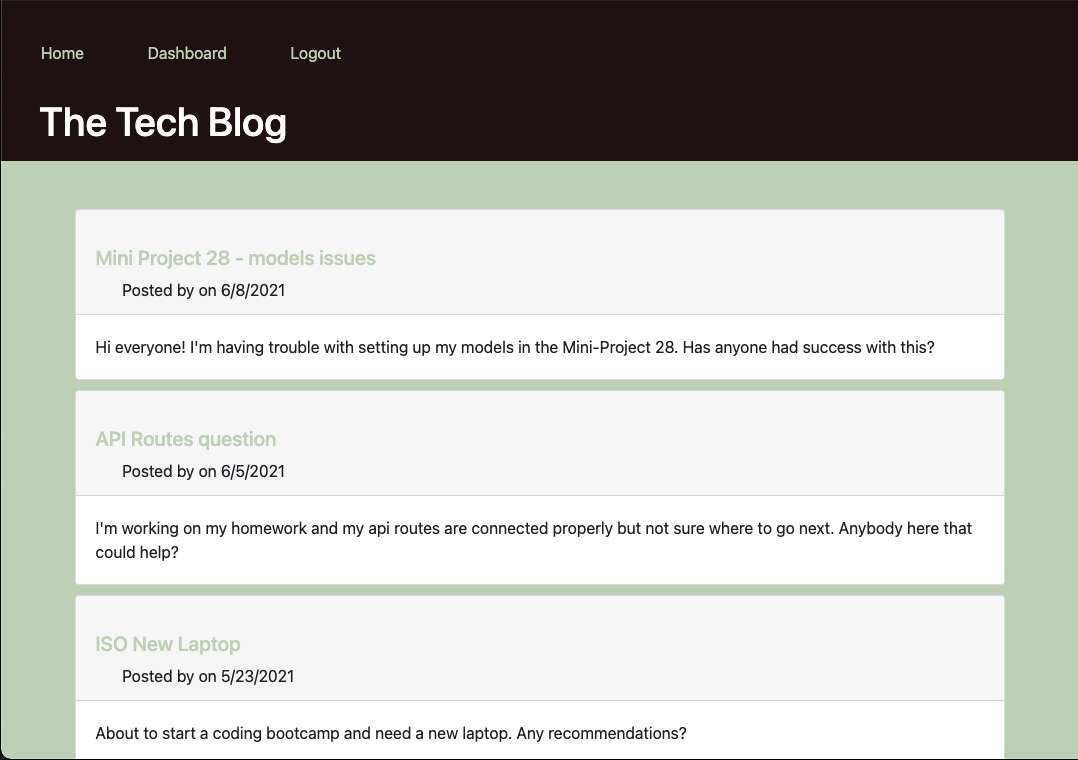 Home Dashboard Logout
The Tech Blog
Mini Project 28 - models issues
Posted by on 6/8/2021
Hi everyone! I'm having trouble with setting up my models in the Mini-Project 28. Has anyone had success with this?
API Routes question
Posted by on 6/5/2021
I'm working on my homework and my api routes are connected properly but not sure where to go next. Anybody here that
could help?
ISO New Laptop
Posted by on 5/23/2021
About to start a coding bootcamp and need a new laptop. Any recommendations?